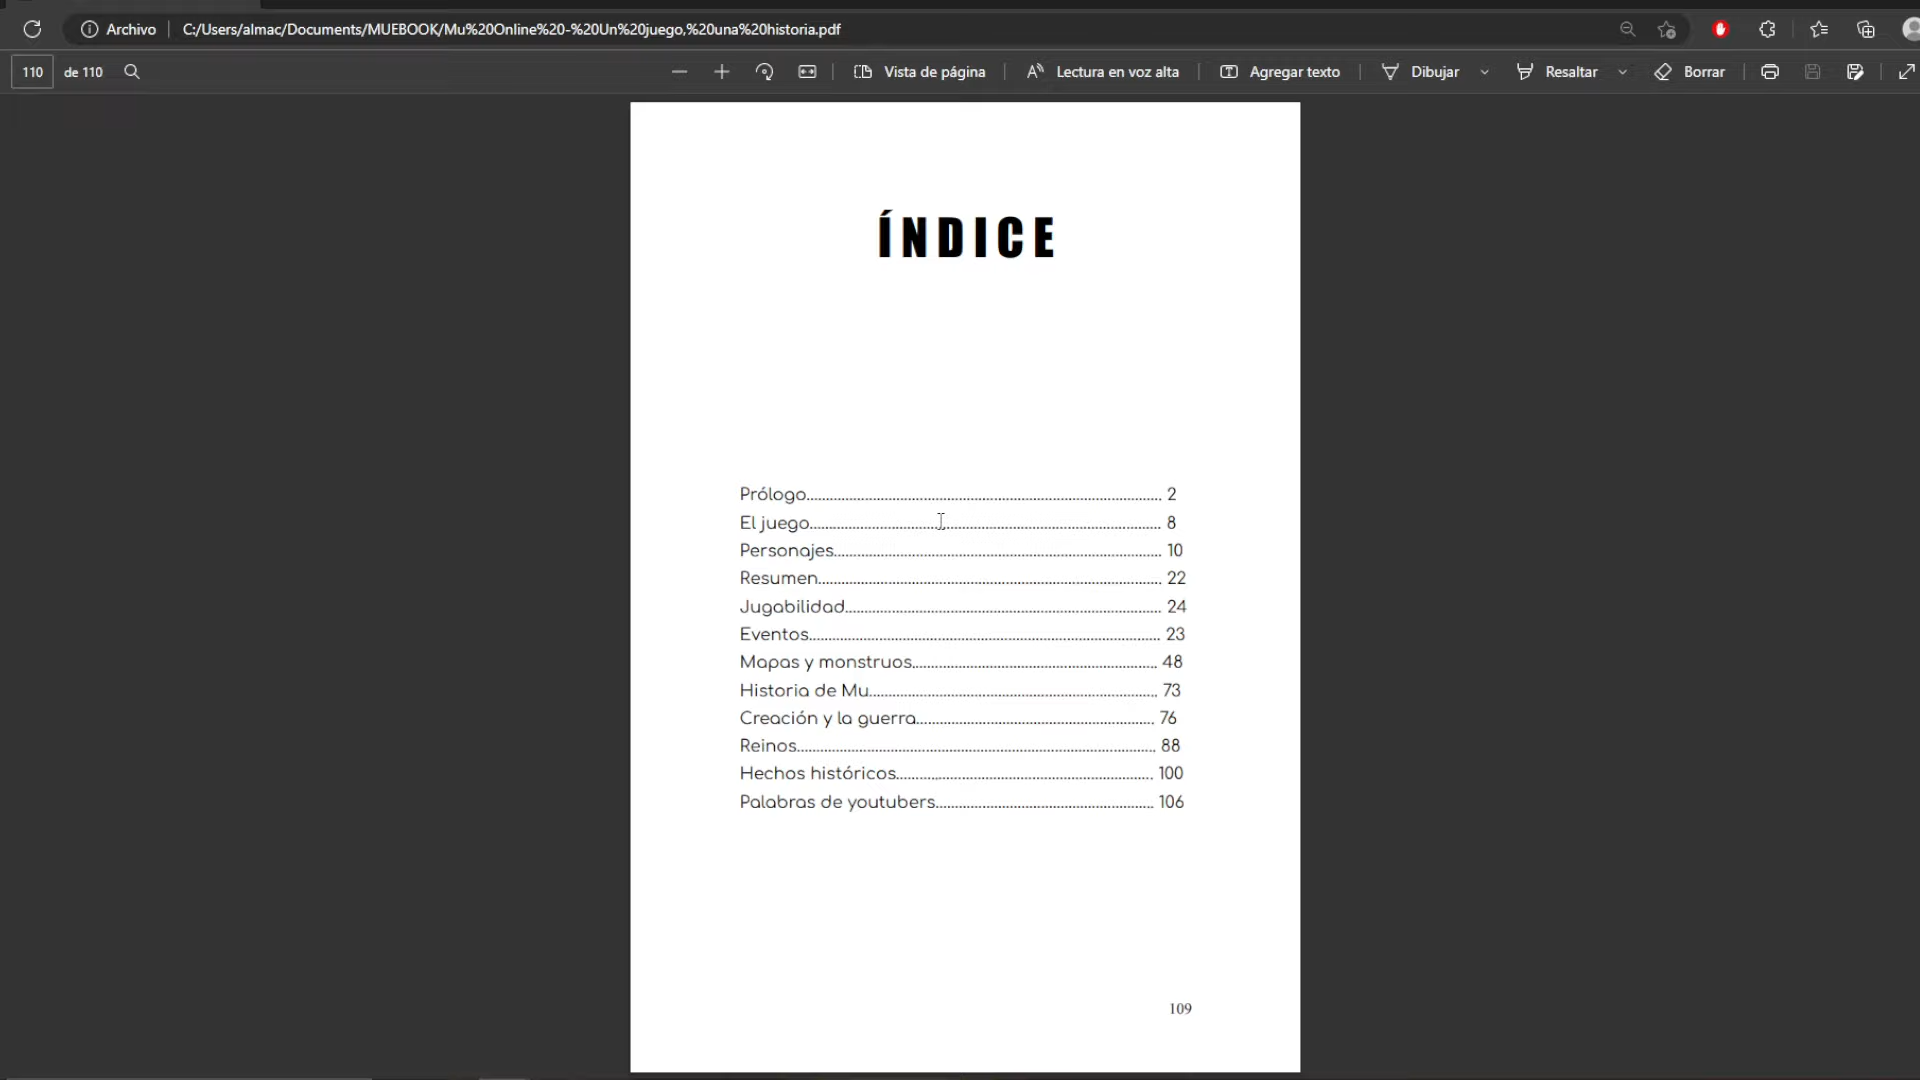 Archivo C:/Users/almac/Documents/MUEBOOK/Mu%20Online%20-%20Un%20juego,%20una%20historia.pdf
110 de 110 Vista de página Lectura en voz alta Agregar texto Dibujar Resaltar Borrar
ÍNDICE
Prólogo.......................................................................................... 2
El juego.......................................................................................... 8
Personajes.................................................................................... 10
Resumen........................................................................................ 22
Jugabilidad................................................................................. 24
Eventos.......................................................................................... 23
Mapas y monstruos............................................................... 48
Historia de Mu.......................................................................... 73
Creación y la guerra............................................................. 76
Reinos............................................................................................ 88
Hechos históricos.................................................................. 100
Palabras de youtubers........................................................ 106
109